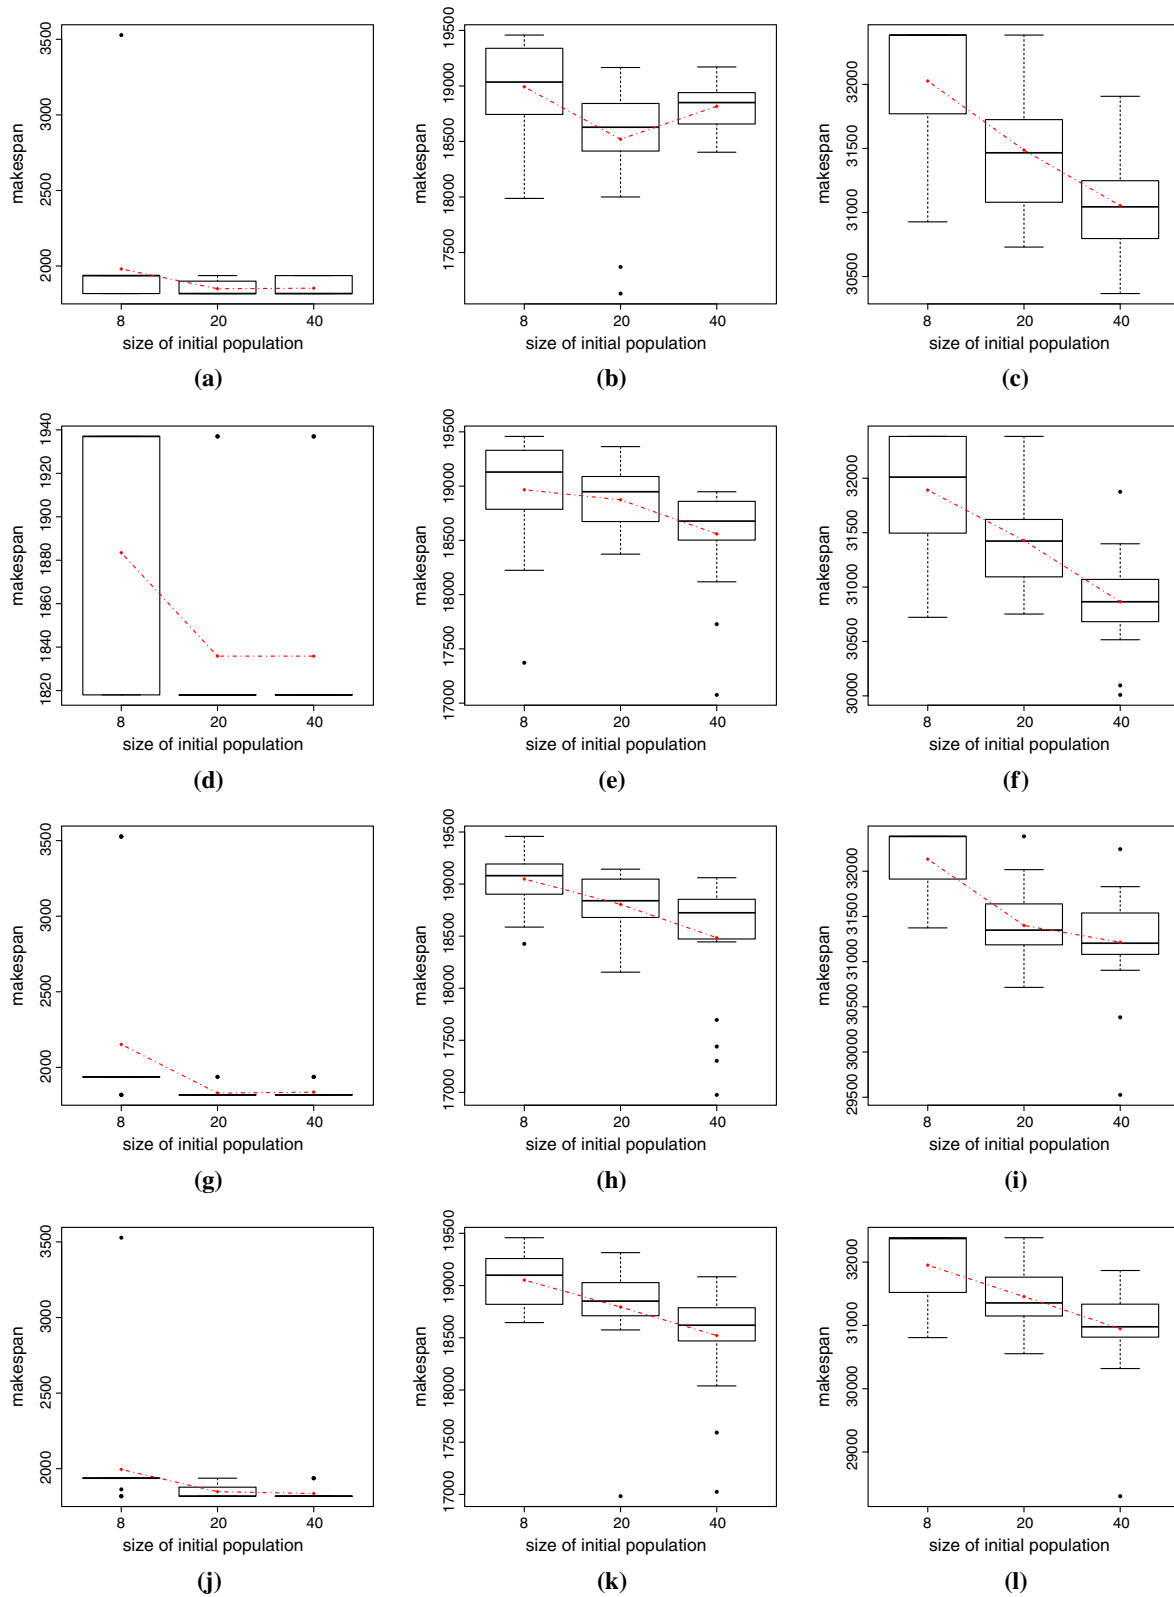 makespan
2000 2500 3000 3500
8 20 40
size of initial population
(a)
makespan
17500 18000 18500 19000 19500
8 20 40
size of initial population
(b)
makespan
30500 31000 31500 32000
8 20 40
size of initial population
(c)
makespan
1820 1840 1860 1880 1900 1920 1940
8 20 40
size of initial population
(d)
makespan
17000 17500 18000 18500 19000 19500
8 20 40
size of initial population
(e)
makespan
30000 30500 31000 31500 32000
8 20 40
size of initial population
(f)
makespan
2000 2500 3000 3500
8 20 40
size of initial population
(g)
makespan
17000 17500 18000 18500 19000 19500
8 20 40
size of initial population
(h)
makespan
29500 30000 30500 31000 31500 32000
8 20 40
size of initial population
(i)
makespan
2000 2500 3000 3500
8 20 40
size of initial population
(j)
makespan
17000 17500 18000 18500 19000 19500
8 20 40
size of initial population
(k)
makespan
29000 30000 31000 32000
8 20 40
size of initial population
(l)